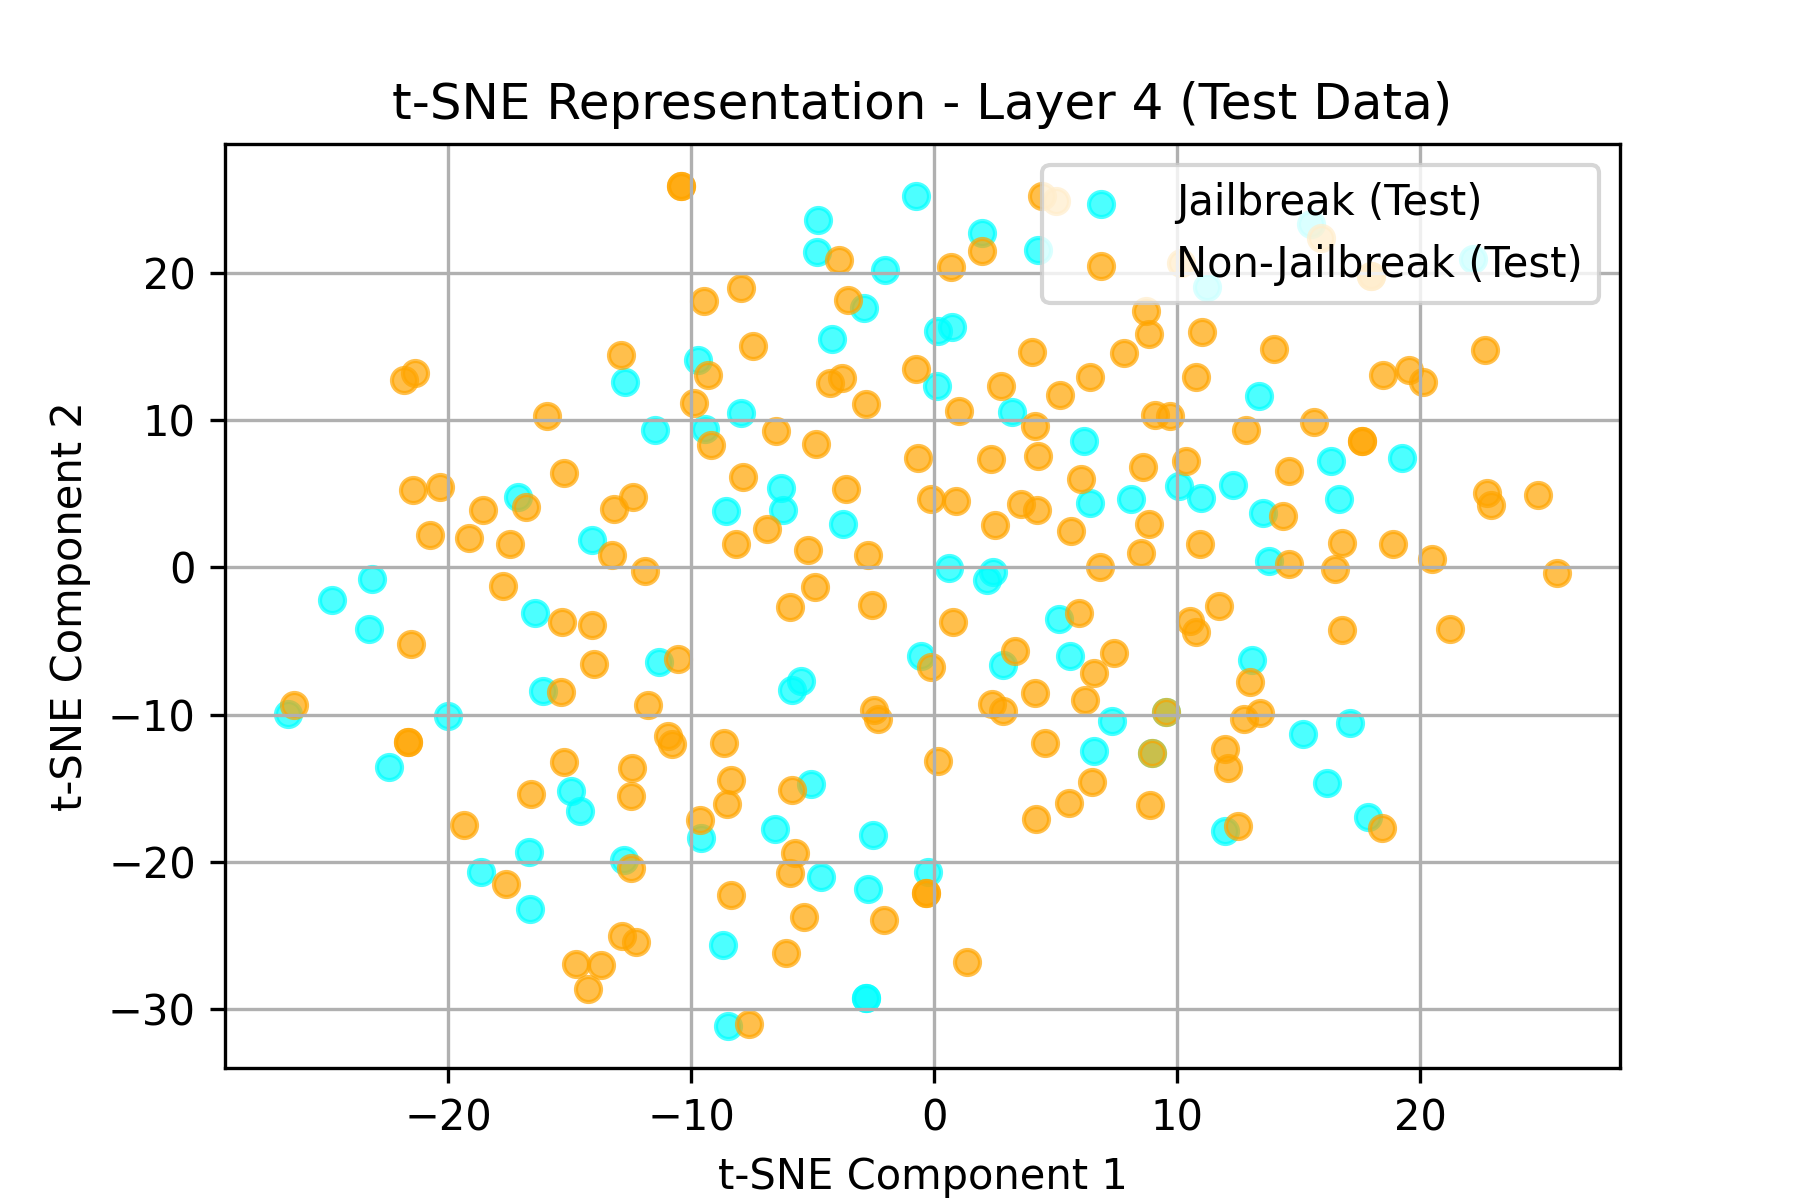 t-SNE Representation - Layer 4 (Test Data)
Jailbreak (Test)
Non-Jailbreak (Test)
t-SNE Component 2
20
10
0
−10
−20
−30
−20
−10
0
10
20
t-SNE Component 1